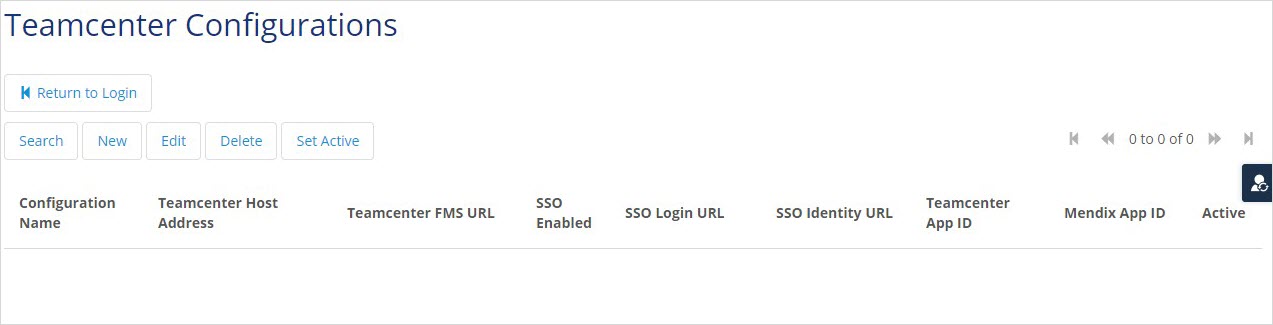 Teamcenter Configurations
Return to Login
Search New Edit Delete Set Active 0 to 0 of 0
Configuration Name Teamcenter Host Address Teamcenter FMS URL SSO Enabled SSO Login URL SSO Identity URL Teamcenter App ID Mendix App ID Active